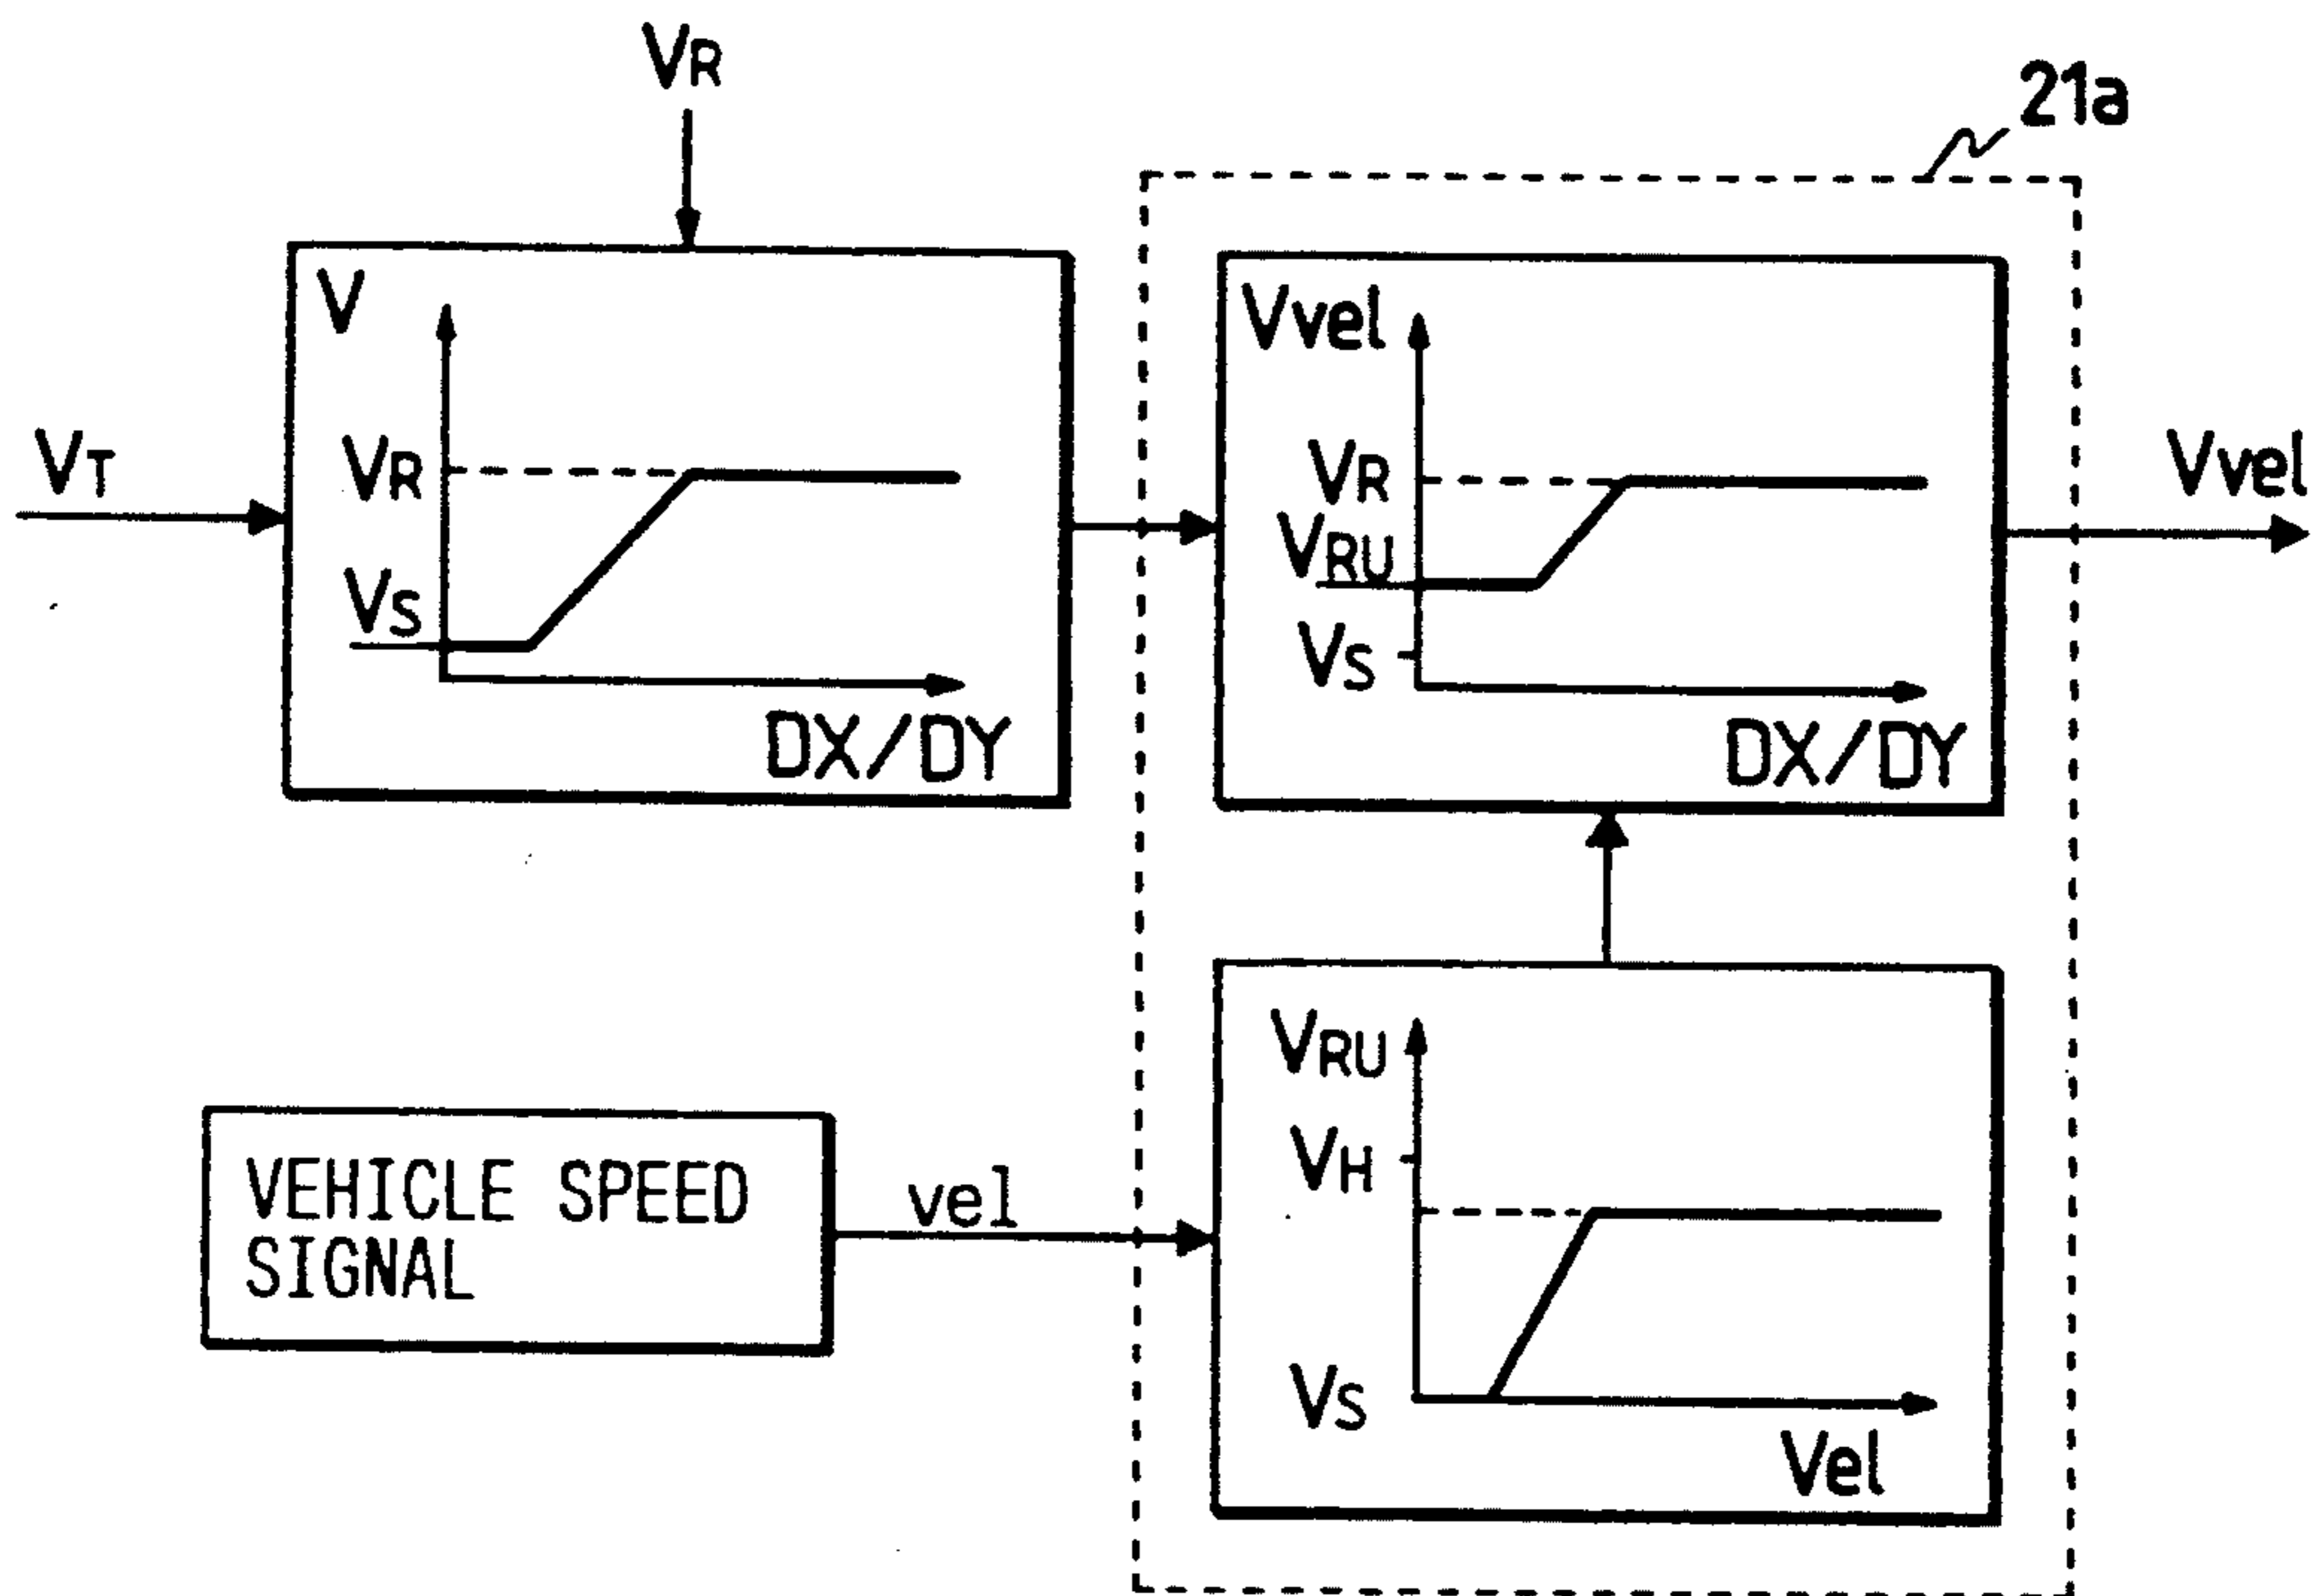 VR
21a
V
VR
VS
DX/DY
VT
Vvel
VR
VRU
VS
DX/DY
Vvel
VEHICLE SPEED
SIGNAL
vel
VRU
VH
VS
Vel